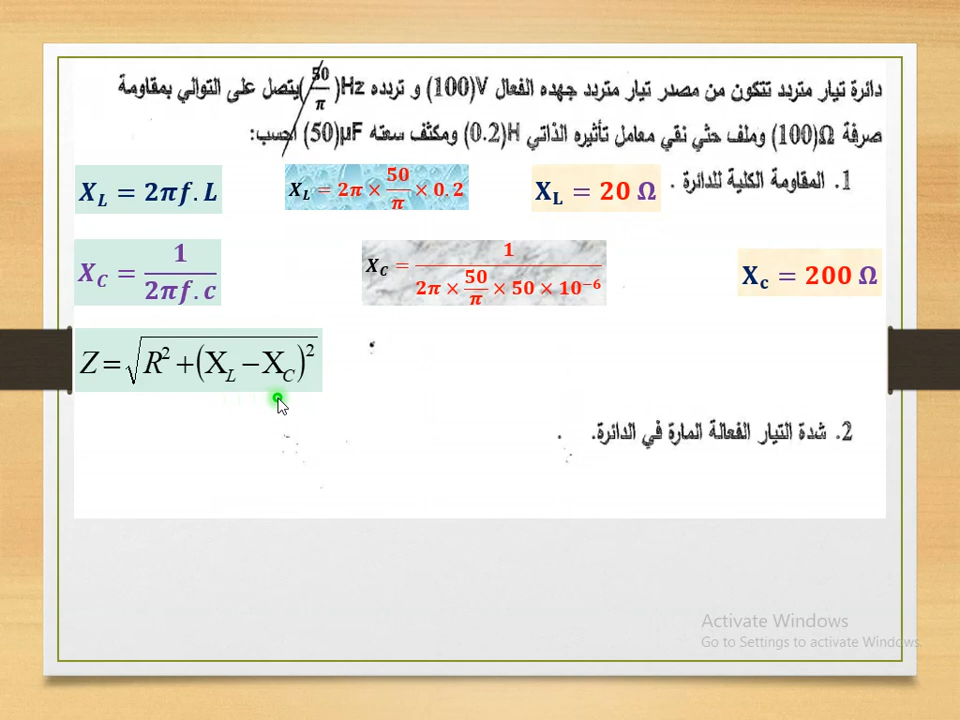 دائرة تيار متردد تتكون من مصدر تيار متردد جهده الفعال V(100) و تردده Hz(50/π) يتصل على التوالي بمقاومة
صرفة Ω(100) وملف حثي نقي معامل تأثيره الذاتي H(0.2) ومكثف سعته µF(50) احسب:
1. المقاومة الكلية للدائرة .
X_L = 2πf.L
X_L = 2π × 50/π × 0.2
X_L = 20 Ω
X_C = 1/2πf.c
X_C = 1/2π × 50/π × 50 × 10⁻⁶
X_c = 200 Ω
Z = √R² + (X_L − X_C)²
2. شدة التيار الفعالة المارة في الدائرة.
Activate Windows
Go to Settings to activate Windows.